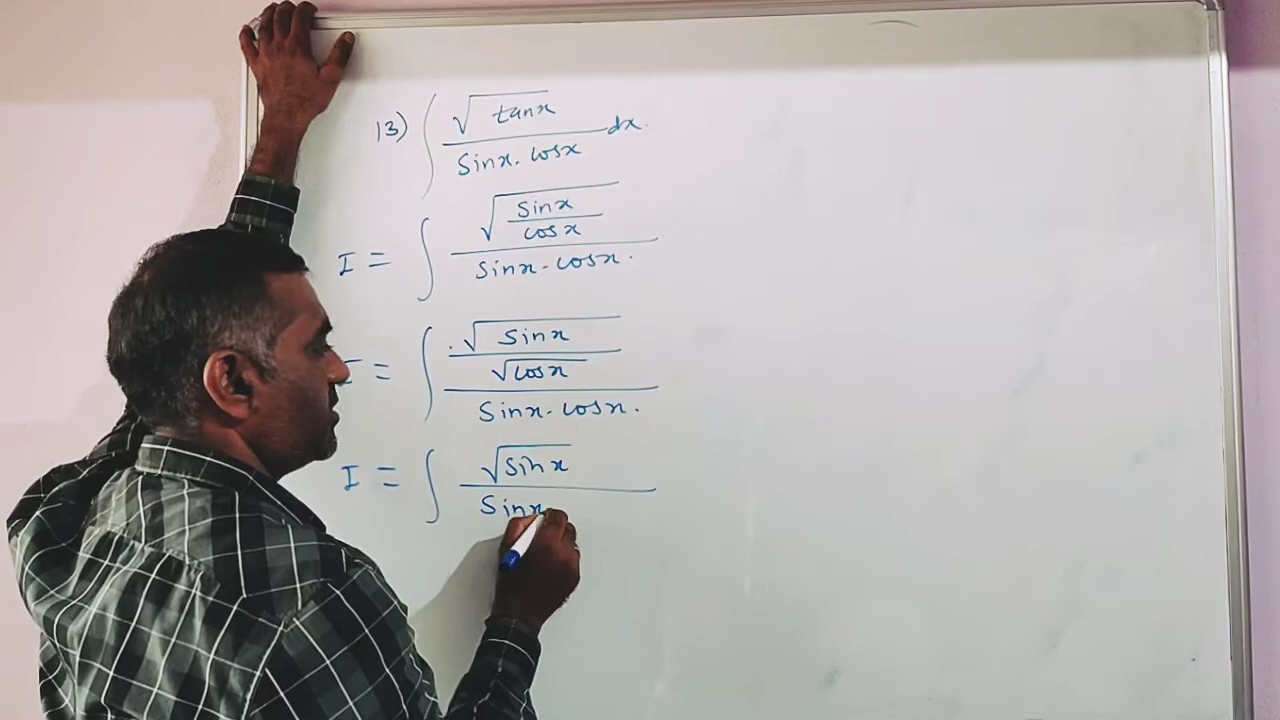 13) ∫ √tanx / sinx. cosx dx.
I = ∫ √(sinx / cosx) / sinx - cosx.
= ∫ .√sinx / √cosx / sinx - cosx.
I = ∫ √sinx / sinx